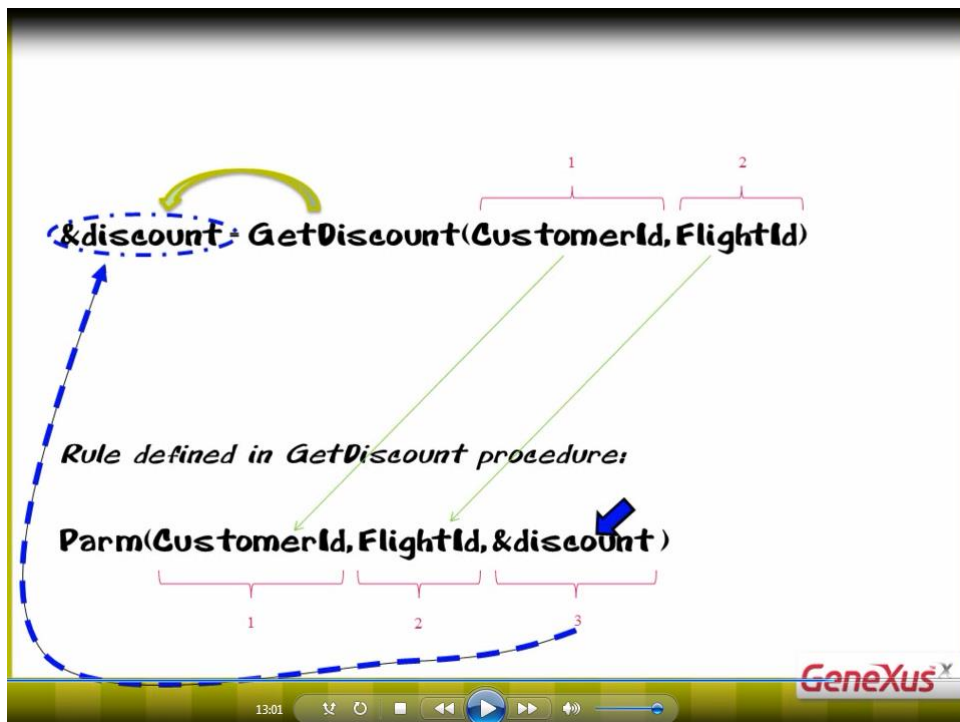 1 2
&discount = GetDiscount(CustomerId, FlightId)
Rule defined in GetDiscount procedure:
Parm(CustomerId, FlightId, &discount)
1 2 3
GeneXus X
13:01